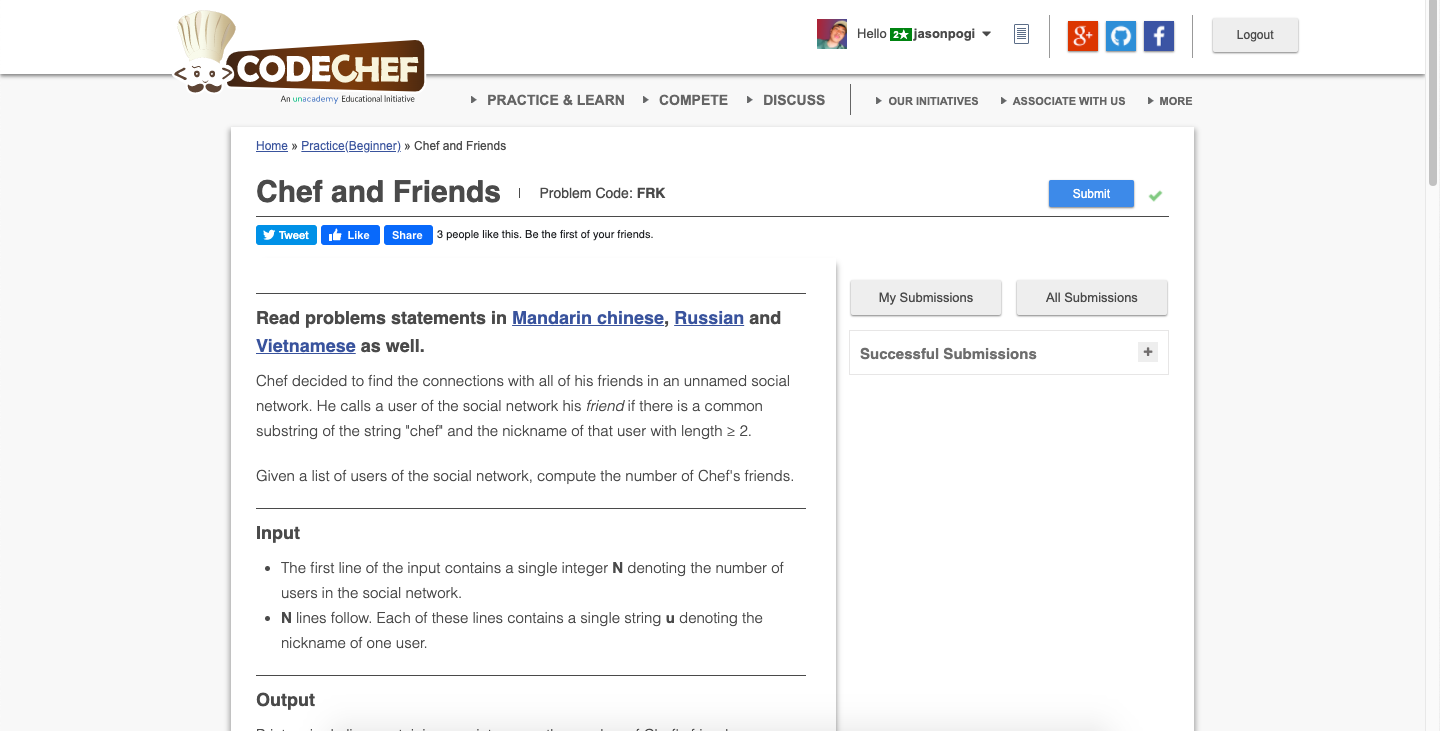 CODECHEF
An unacademy Educational Initiative
Hello 2★ jasonpogi
Logout
PRACTICE & LEARN
COMPETE
DISCUSS
OUR INITIATIVES
ASSOCIATE WITH US
MORE
Home » Practice(Beginner) » Chef and Friends
Chef and Friends
Problem Code: FRK
Submit
Tweet
Like
Share
3 people like this. Be the first of your friends.
My Submissions
All Submissions
Successful Submissions
Read problems statements in Mandarin chinese, Russian and
Vietnamese as well.
Chef decided to find the connections with all of his friends in an unnamed social
network. He calls a user of the social network his friend if there is a common
substring of the string "chef" and the nickname of that user with length ≥ 2.
Given a list of users of the social network, compute the number of Chef's friends.
Input
• The first line of the input contains a single integer N denoting the number of
users in the social network.
• N lines follow. Each of these lines contains a single string u denoting the
nickname of one user.
Output